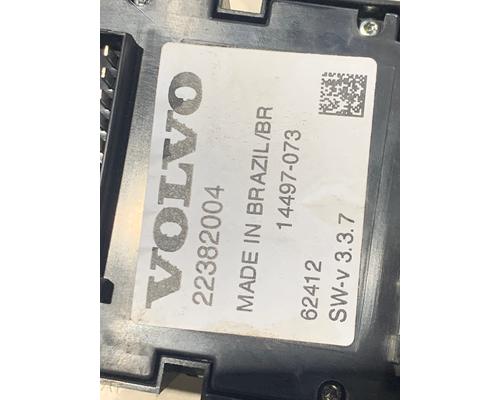 VOLVO
22382004
MADE IN BRAZIL/BR
14497-073
62412
SW-v 3.3.7